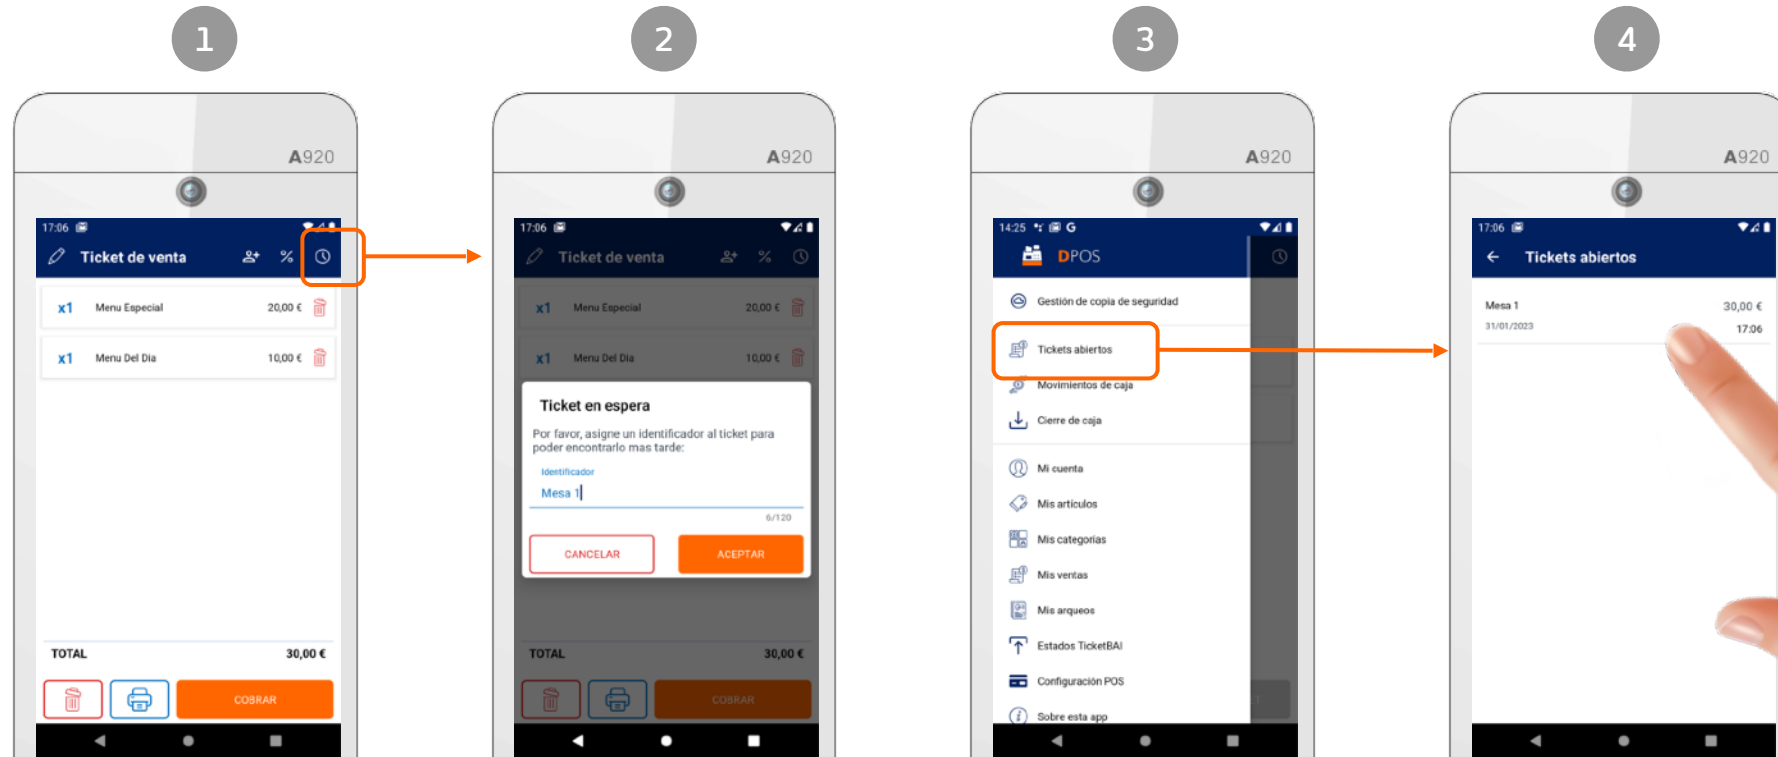 1
A920
17:06
Ticket de venta
%
x1 Menu Especial 20,00 €
x1 Menu Del Dia 10,00 €
TOTAL 30,00 €
COBRAR
2
A920
17:06
Ticket de venta
%
x1 Menu Especial 20,00 €
x1 Menu Del Dia 10,00 €
Ticket en espera
Por favor, asigne un identificador al ticket para
poder encontrarlo mas tarde:
Identificador
Mesa 1
6/120
CANCELAR ACEPTAR
TOTAL 30,00 €
COBRAR
3
A920
14:25 G
DPOS
Gestión de copia de seguridad
Tickets abiertos
Movimientos de caja
Cierre de caja
Mi cuenta
Mis artículos
Mis categorías
Mis ventas
Mis arqueos
Estados TicketBAI
Configuración POS
Sobre esta app
4
A920
17:06
Tickets abiertos
Mesa 1 30,00 €
31/01/2023 17:06